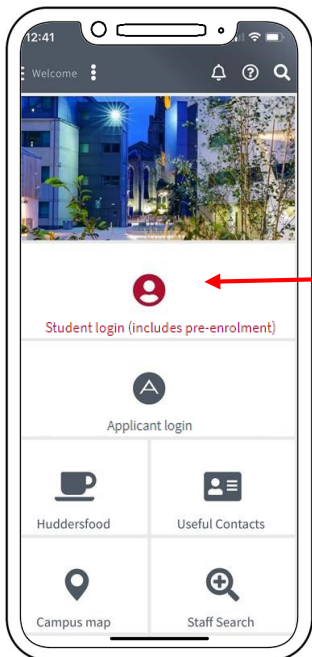 12:41
Welcome
Student login (includes pre-enrolment)
Applicant login
Huddersfood
Useful Contacts
Campus map
Staff Search